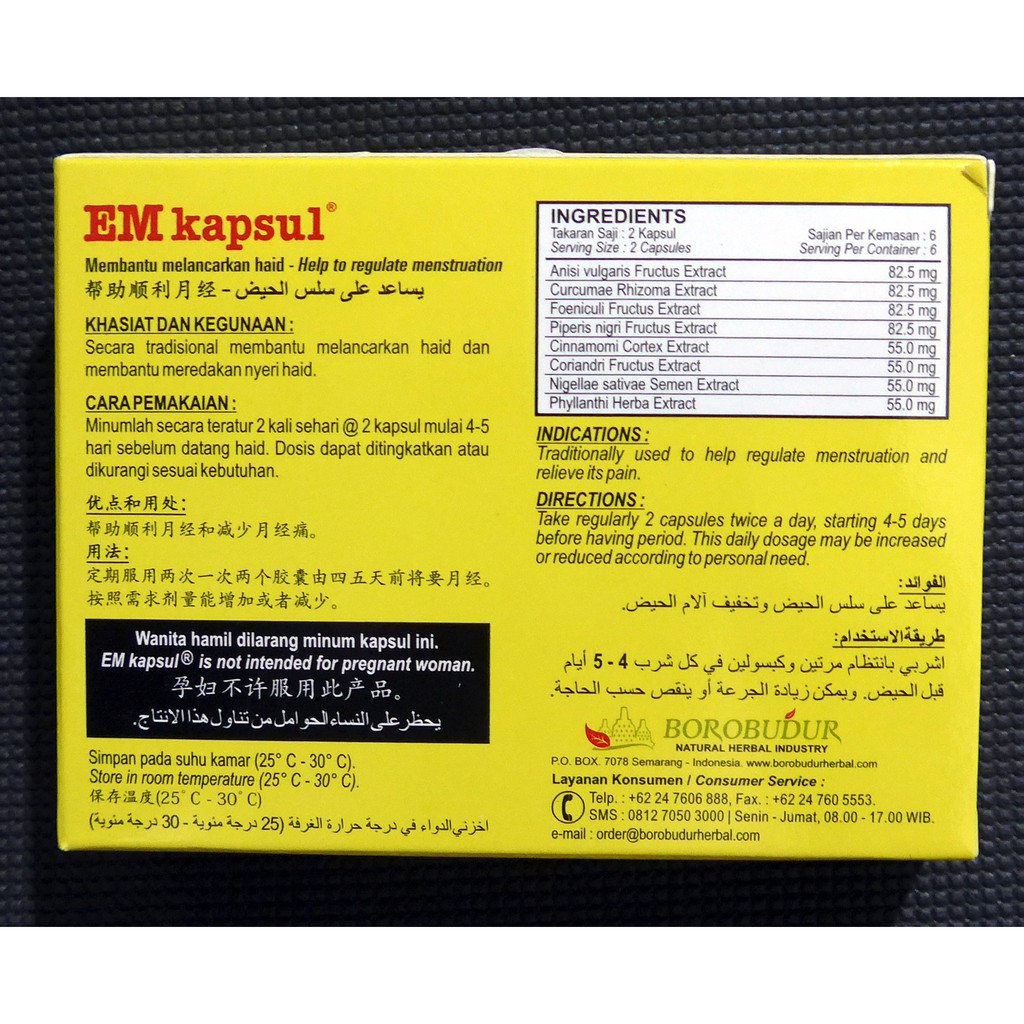 EM kapsul®
Membantu melancarkan haid - Help to regulate menstruation
帮助顺利月经 – يساعد على سلس الحيض
KHASIAT DAN KEGUNAAN :
Secara tradisional membantu melancarkan haid dan
membantu meredakan nyeri haid.
CARA PEMAKAIAN :
Minumlah secara teratur 2 kali sehari @ 2 kapsul mulai 4-5
hari sebelum datang haid. Dosis dapat ditingkatkan atau
dikurangi sesuai kebutuhan.
优点和用处:
帮助顺利月经和减少月经痛。
用法:
定期服用两次一次两个胶囊由四五天前将要月经。
按照需求剂量能增加或者减少。
Wanita hamil dilarang minum kapsul ini.
EM kapsul® is not intended for pregnant woman.
孕妇不许服用此产品。
يحظر على النساء الحوامل من تناول هذا الانتاج.
Simpan pada suhu kamar (25° C - 30° C).
Store in room temperature (25° C - 30° C).
保存温度(25° C - 30° C)
اخزني الدواء في درجة حرارة الغرفة (25 درجة مئوية - 30 درجة مئوية)
INGREDIENTS
Takaran Saji : 2 Kapsul Sajian Per Kemasan : 6
Serving Size : 2 Capsules Serving Per Container : 6
Anisi vulgaris Fructus Extract 82.5 mg
Curcumae Rhizoma Extract 82.5 mg
Foeniculi Fructus Extract 82.5 mg
Piperis nigri Fructus Extract 82.5 mg
Cinnamomi Cortex Extract 55.0 mg
Coriandri Fructus Extract 55.0 mg
Nigellae sativae Semen Extract 55.0 mg
Phyllanthi Herba Extract 55.0 mg
INDICATIONS :
Traditionally used to help regulate menstruation and
relieve its pain.
DIRECTIONS :
Take regularly 2 capsules twice a day, starting 4-5 days
before having period. This daily dosage may be increased
or reduced according to personal need.
الفوائد:
يساعد على سلس الحيض وتخفيف آلام الحيض.
طريقة الاستخدام:
اشربي بانتظام مرتين وكبسولين في كل شرب 4 - 5 أيام
قبل الحيض. ويمكن زيادة الجرعة أو ينقص حسب الحاجة.
BOROBUDUR
NATURAL HERBAL INDUSTRY
P.O. BOX. 7078 Semarang - Indonesia. www.borobudurherbal.com
Layanan Konsumen / Consumer Service :
Telp. : +62 24 7606 888, Fax. : +62 24 760 5553.
SMS : 0812 7050 3000 | Senin - Jumat, 08.00 - 17.00 WIB.
e-mail : order@borobudurherbal.com